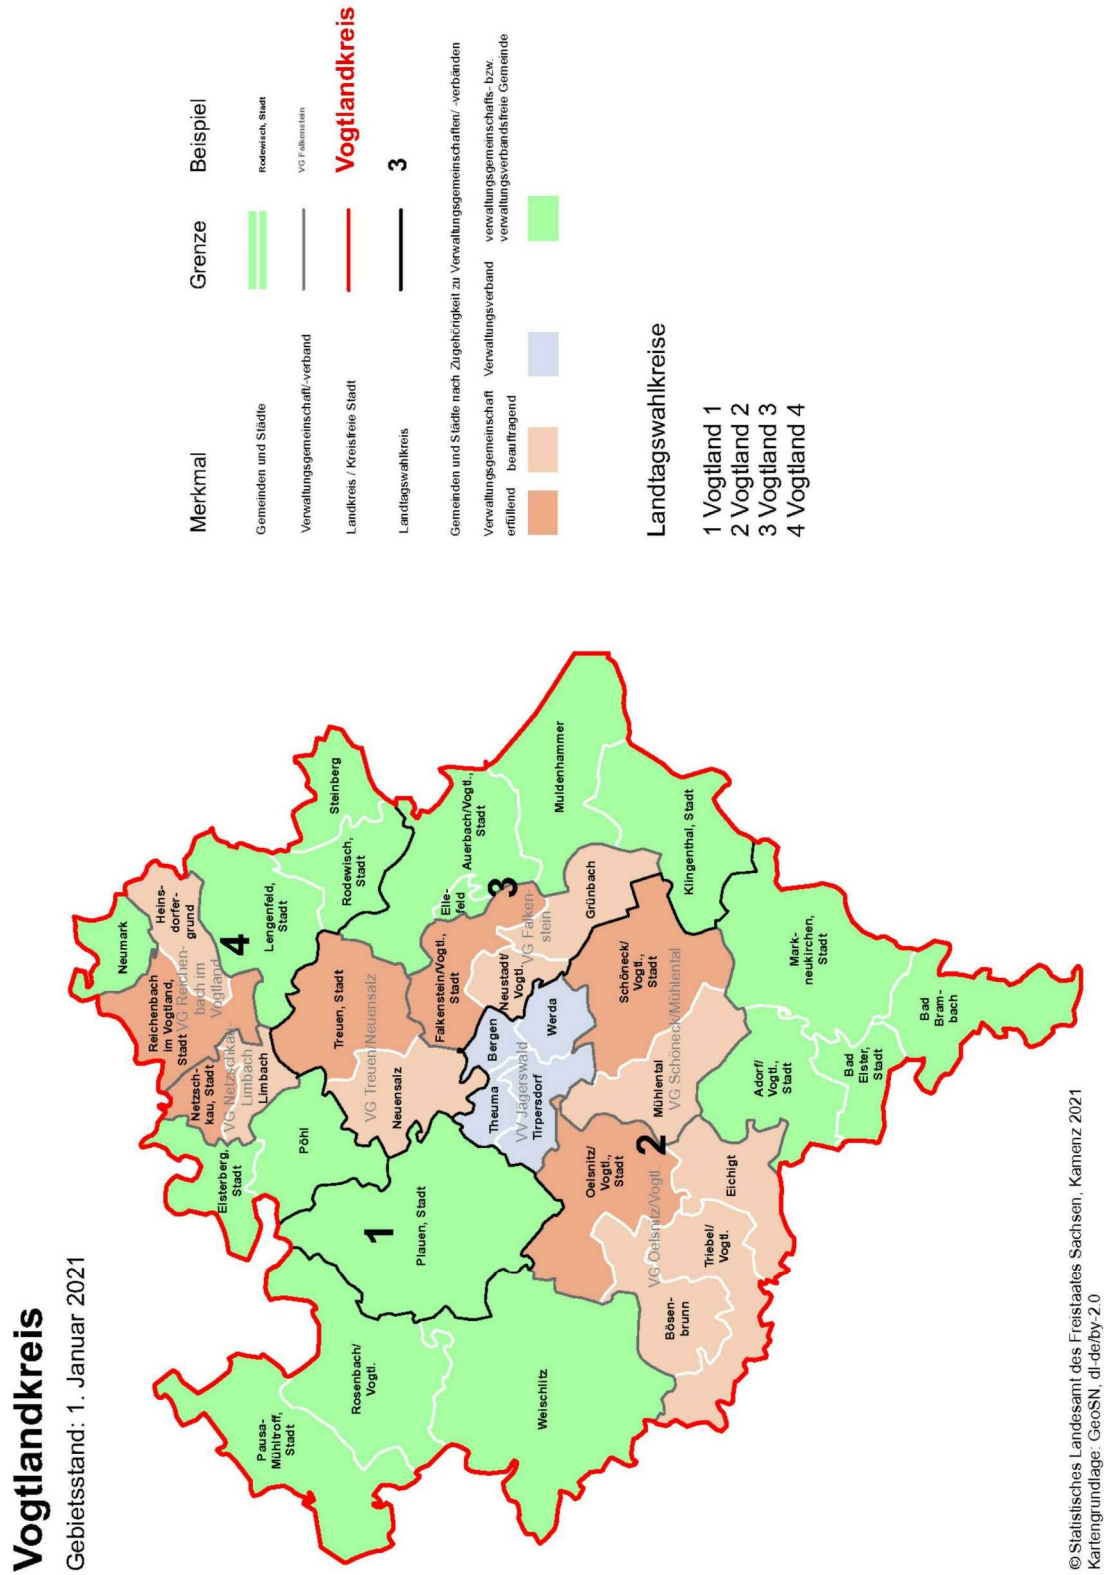 Vogtlandkreis
Gebietsstand: 1. Januar 2021
Pausa-
Mühltroff,
Stadt
Rosenbach/
Vogtl.
Weischlitz
Elsterberg,
Stadt
Pöhl
1
Plauen, Stadt
Neumark
Reichenbach
im Vogtland,
Stadt
VG Reichen-
bach im
Vogtland
Heins-
dorfer-
grund
Netzsch-
kau, Stadt
VG Netzschkau-
Limbach
Limbach
4
Lengenfeld,
Stadt
Steinberg
Rodewisch,
Stadt
Treuen, Stadt
VG Treuen/Neuensalz
Neuensalz
Falkenstein/Vogtl.,
Stadt
Elle-
feld
Auerbach/Vogtl.,
Stadt
3
Neustadt/
Vogtl.
VG Falken-
stein
Grünbach
Muldenhammer
Klingenthal, Stadt
Theuma
Bergen
VV Jägerswald
Tirpersdorf
Werda
Oelsnitz/
Vogtl.,
Stadt
VG Oelsnitz/Vogtl.
2
Bösen-
brunn
Triebel/
Vogtl.
Eichigt
Mühlental
VG Schöneck/Mühlental
Schöneck/
Vogtl.,
Stadt
Adorf/
Vogtl.,
Stadt
Mark-
neukirchen,
Stadt
Bad
Elster,
Stadt
Bad
Bram-
bach
Merkmal Grenze Beispiel
Gemeinden und Städte Rodewisch, Stadt
Verwaltungsgemeinschaft/-verband VG Falkenstein
Landkreis / Kreisfreie Stadt Vogtlandkreis
Landtagswahlkreis 3
Gemeinden und Städte nach Zugehörigkeit zu Verwaltungsgemeinschaften/ -verbänden
Verwaltungsgemeinschaft Verwaltungsverband verwaltungsgemeinschafts- bzw.
erfüllend beauftragend verwaltungsverbandsfreie Gemeinde
Landtagswahlkreise
1 Vogtland 1
2 Vogtland 2
3 Vogtland 3
4 Vogtland 4
© Statistisches Landesamt des Freistaates Sachsen, Kamenz 2021
Kartengrundlage: GeoSN, dl-de/by-2.0